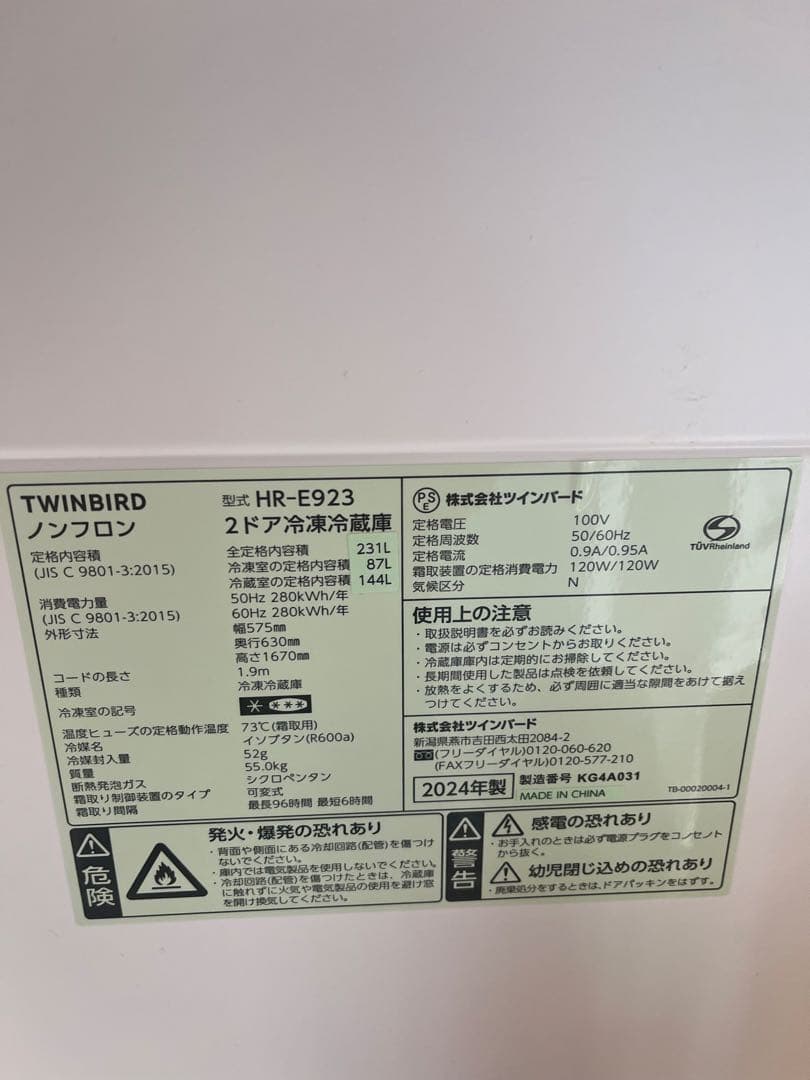 TWINBIRD
ノンフロン
型式 HR-E923
2ドア冷凍冷蔵庫
定格内容積
(JIS C 9801-3:2015)
全定格内容積 231L
冷凍室の定格内容積 87L
冷蔵室の定格内容積 144L
消費電力量
(JIS C 9801-3:2015)
50Hz 280kWh/年
60Hz 280kWh/年
外形寸法
幅575mm
奥行630mm
高さ1670mm
コードの長さ 1.9m
種類 冷凍冷蔵庫
冷凍室の記号
温度ヒューズの定格動作温度 73℃(霜取用)
冷媒名 イソブタン(R600a)
冷媒封入量 52g
質量 55.0kg
断熱発泡ガス シクロペンタン
霜取り制御装置のタイプ 可変式
霜取り間隔 最長96時間 最短6時間
PSE 株式会社ツインバード
定格電圧 100V
定格周波数 50/60Hz
定格電流 0.9A/0.95A
霜取装置の定格消費電力 120W/120W
気候区分 N
TÜVRheinland
使用上の注意
・取扱説明書を必ずお読みください。
・電源は必ずコンセントからお取りください。
・冷蔵庫庫内は定期的にお掃除してください。
・長期間使用した製品は点検を依頼してください。
・放熱をよくするため、必ず周囲に適当な隙間をあけて据え
つけてください。
株式会社ツインバード
新潟県燕市吉田西太田2084-2
(フリーダイヤル)0120-060-620
(FAXフリーダイヤル)0120-577-210
2024年製
製造番号 KG4A031
MADE IN CHINA
TB-00020004-1
危険
発火・爆発の恐れあり
・背面や側面にある冷却回路(配管)を傷つけ
ないでください。
・庫内では電気製品を使用しないでください。
・冷却回路(配管)を傷つけたときは、冷蔵庫
に触れずに火気や電気製品の使用を避け窓
を開け換気してください。
警告
感電の恐れあり
・お手入れのときは必ず電源プラグをコンセント
から抜く。
幼児閉じ込めの恐れあり
・廃棄処分をするときは、ドアパッキンをはずす。